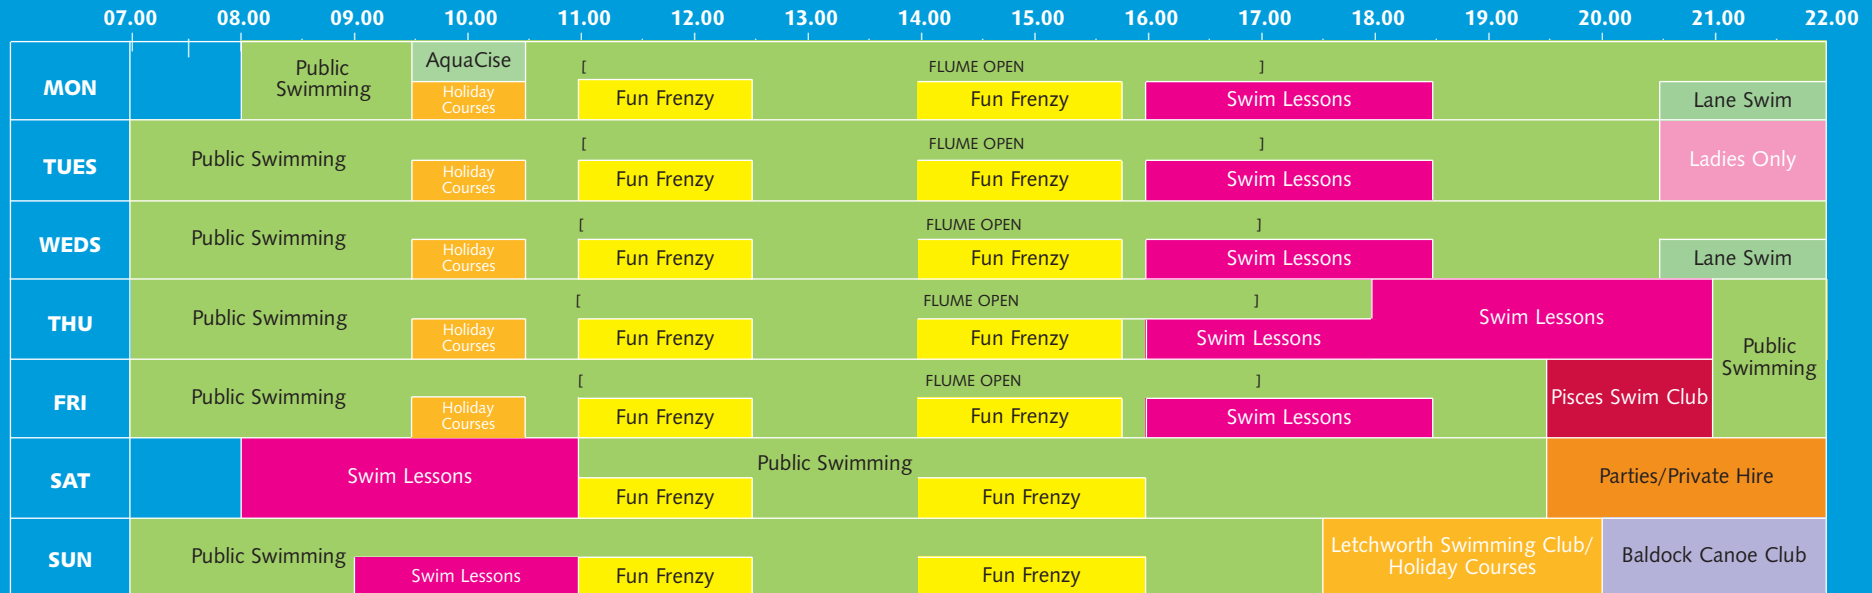 07.00 08.00 09.00 10.00 11.00 12.00 13.00 14.00 15.00 16.00 17.00 18.00 19.00 20.00 21.00 22.00
MON
Public
Swimming
AquaCise
Holiday
Courses
[ FLUME OPEN ]
Fun Frenzy
Fun Frenzy
Swim Lessons
Lane Swim
TUES
Public Swimming
Holiday
Courses
[ FLUME OPEN ]
Fun Frenzy
Fun Frenzy
Swim Lessons
Ladies Only
WEDS
Public Swimming
Holiday
Courses
[ FLUME OPEN ]
Fun Frenzy
Fun Frenzy
Swim Lessons
Lane Swim
THU
Public Swimming
Holiday
Courses
[ FLUME OPEN ]
Fun Frenzy
Fun Frenzy
Swim Lessons
Swim Lessons
Public
Swimming
FRI
Public Swimming
Holiday
Courses
[ FLUME OPEN ]
Fun Frenzy
Fun Frenzy
Swim Lessons
Pisces Swim Club
SAT
Swim Lessons
Public Swimming
Fun Frenzy
Fun Frenzy
Parties/Private Hire
SUN
Public Swimming
Swim Lessons
Fun Frenzy
Fun Frenzy
Letchworth Swimming Club/
Holiday Courses
Baldock Canoe Club